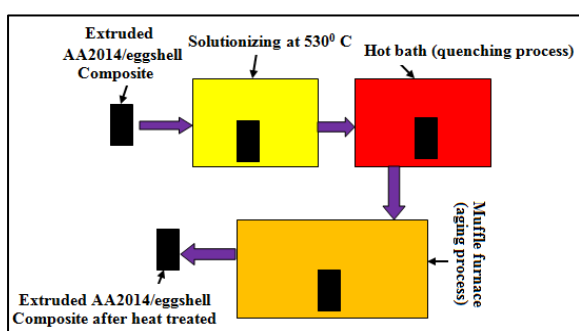 Extruded
AA2014/eggshell
Composite
Solutionizing at 530⁰ C
Hot bath (quenching process)
Muffle furnace
(aging process)
Extruded AA2014/eggshell
Composite after heat treated